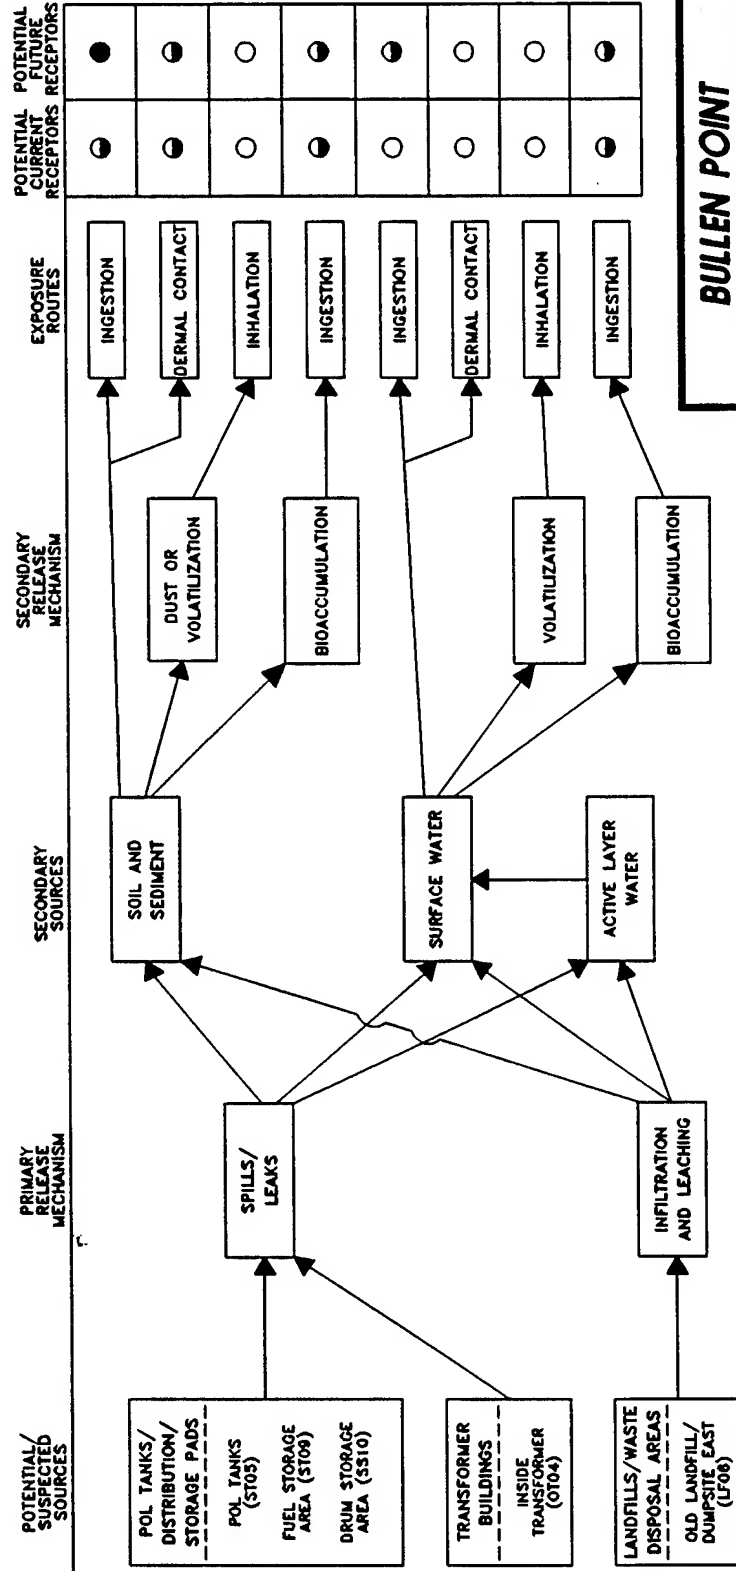 POTENTIAL/
SUSPECTED
SOURCES
PRIMARY
RELEASE
MECHANISM
SECONDARY
SOURCES
SECONDARY
RELEASE
MECHANISM
EXPOSURE
ROUTES
POTENTIAL
CURRENT
RECEPTORS
POTENTIAL
FUTURE
RECEPTORS
POL TANKS/
DISTRIBUTION/
STORAGE PADS
POL TANKS
(ST05)
FUEL STORAGE
AREA (ST09)
DRUM STORAGE
AREA (SS10)
TRANSFORMER
BUILDINGS
INSIDE
TRANSFORMER
(OT04)
LANDFILLS/WASTE
DISPOSAL AREAS
OLD LANDFILL/
DUMPSITE EAST
(LF06)
SPILLS/
LEAKS
INFILTRATION
AND LEACHING
SOIL AND
SEDIMENT
SURFACE WATER
ACTIVE LAYER
WATER
DUST OR
VOLATILIZATION
BIOACCUMULATION
VOLATILIZATION
BIOACCUMULATION
INGESTION
DERMAL CONTACT
INHALATION
INGESTION
INGESTION
DERMAL CONTACT
INHALATION
INGESTION
BULLEN POINT